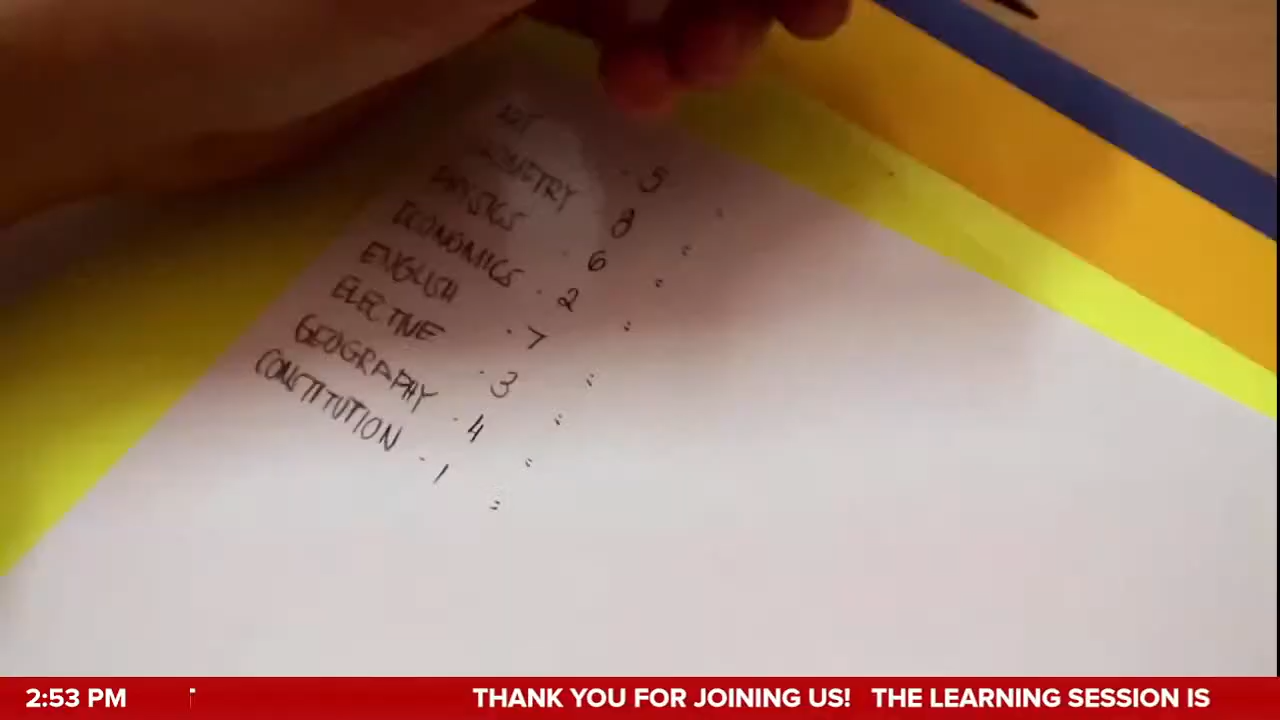 ART - 5
8 =
PHYSICS - 6 =
ECONOMICS - 2 =
ENGLISH - 7 =
ELECTIVE - 3 =
GEOGRAPHY - 4 =
CONSTITUTION - 1 =
2:53 PM THANK YOU FOR JOINING US! THE LEARNING SESSION IS